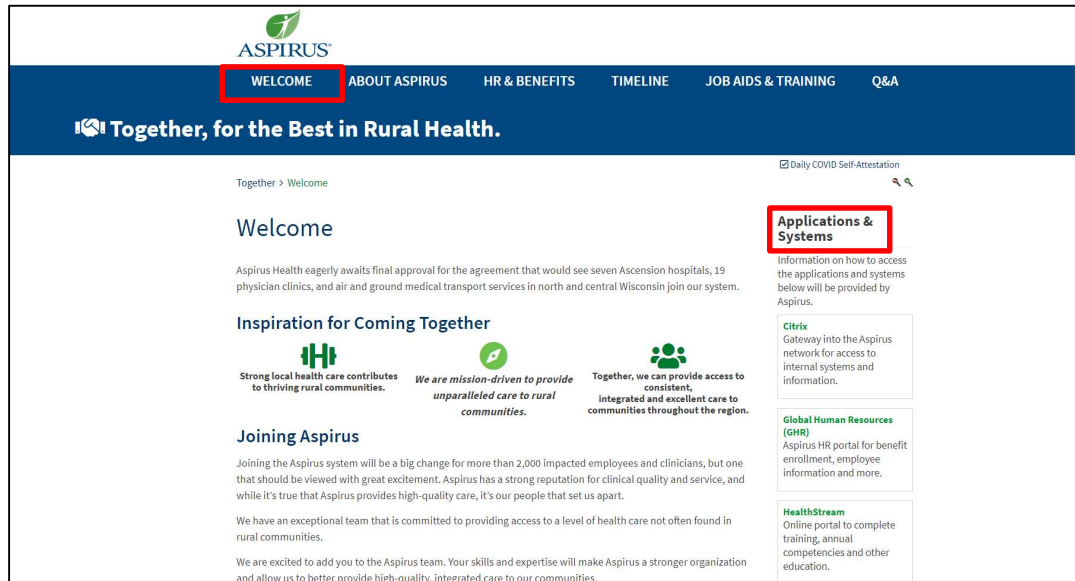 ASPIRUS®
WELCOME ABOUT ASPIRUS HR & BENEFITS TIMELINE JOB AIDS & TRAINING Q&A
Together, for the Best in Rural Health.
Daily COVID Self-Attestation
Together > Welcome
Welcome
Aspirus Health eagerly awaits final approval for the agreement that would see seven Ascension hospitals, 19
physician clinics, and air and ground medical transport services in north and central Wisconsin join our system.
Inspiration for Coming Together
Strong local health care contributes
to thriving rural communities.
We are mission-driven to provide
unparalleled care to rural
communities.
Together, we can provide access to
consistent,
integrated and excellent care to
communities throughout the region.
Joining Aspirus
Joining the Aspirus system will be a big change for more than 2,000 impacted employees and clinicians, but one
that should be viewed with great excitement. Aspirus has a strong reputation for clinical quality and service, and
while it's true that Aspirus provides high-quality care, it's our people that set us apart.
We have an exceptional team that is committed to providing access to a level of health care not often found in
rural communities.
We are excited to add you to the Aspirus team. Your skills and expertise will make Aspirus a stronger organization
and allow us to better provide high-quality, integrated care to our communities.
Applications &
Systems
Information on how to access
the applications and systems
below will be provided by
Aspirus.
Citrix
Gateway into the Aspirus
network for access to
internal systems and
information.
Global Human Resources
(GHR)
Aspirus HR portal for benefit
enrollment, employee
information and more.
HealthStream
Online portal to complete
training, annual
competencies and other
education.